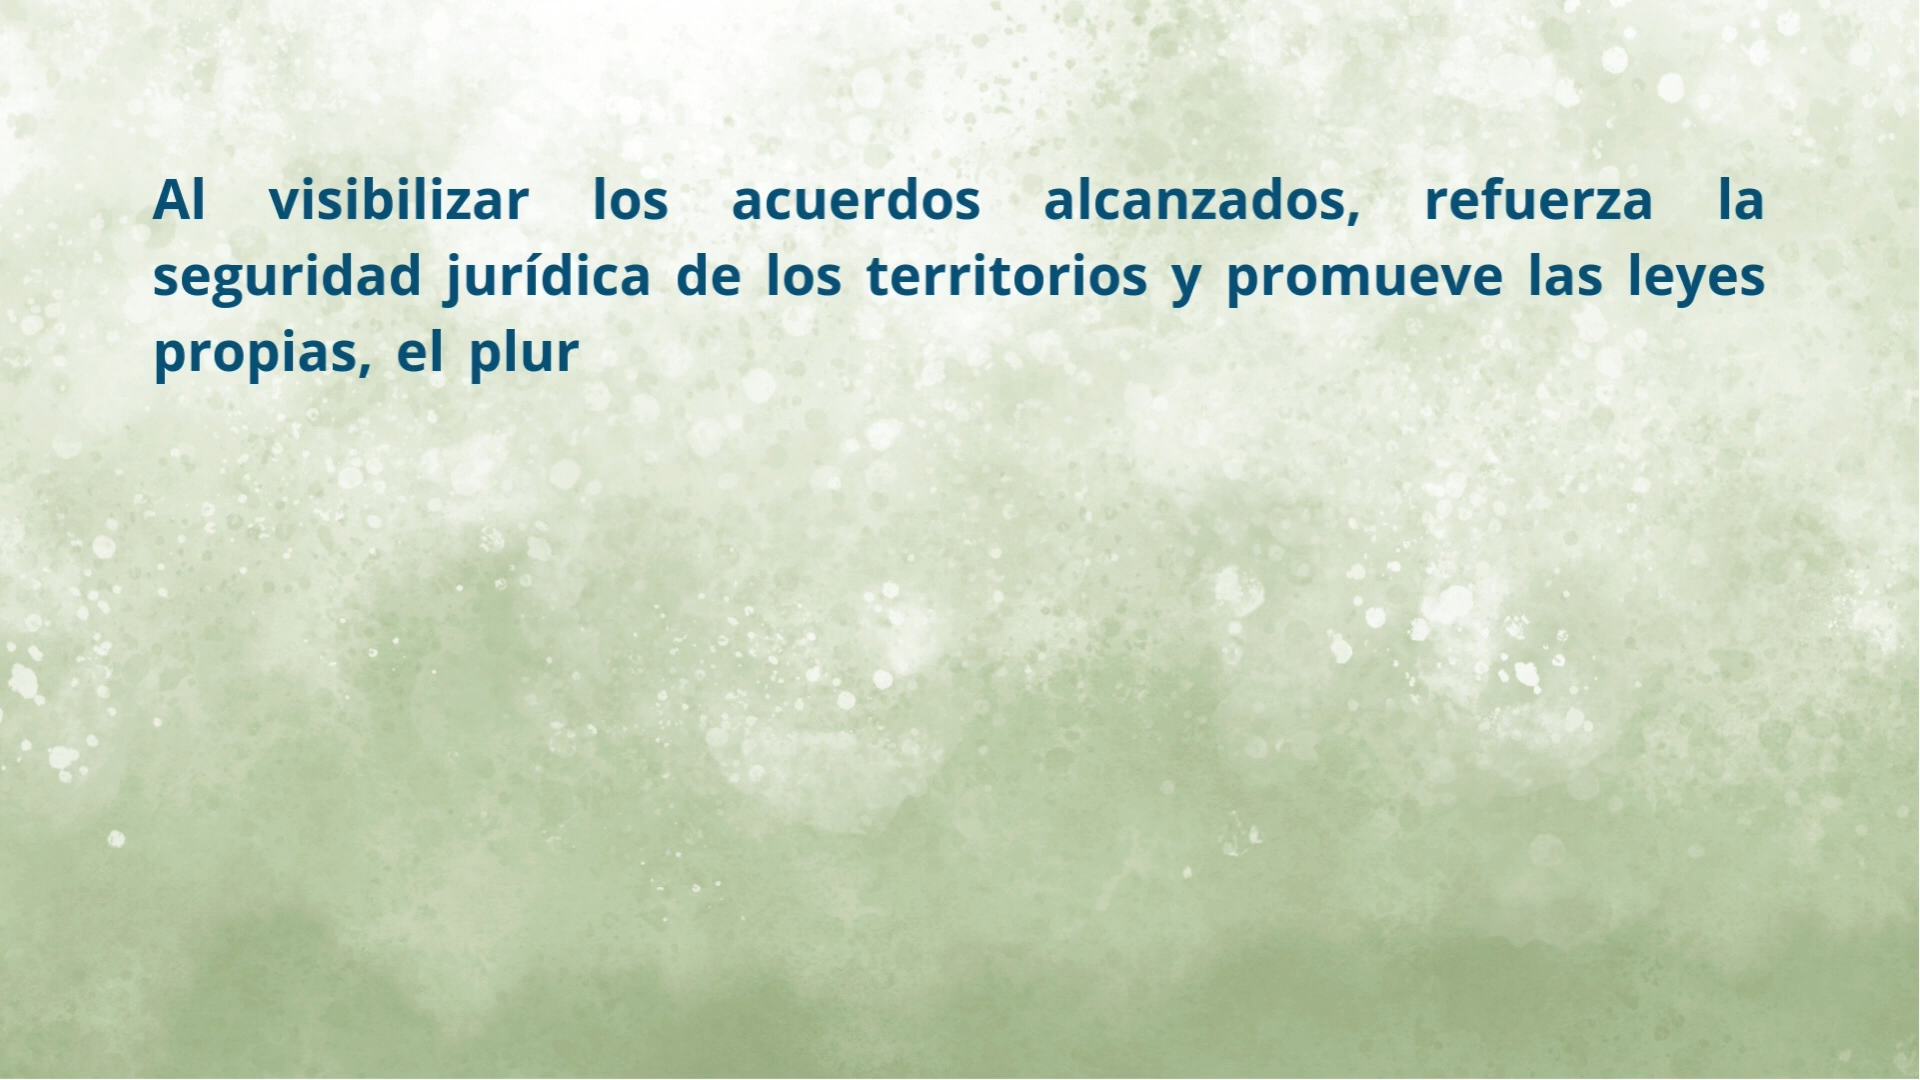 Al visibilizar los acuerdos alcanzados, refuerza la
seguridad jurídica de los territorios y promueve las leyes
propias, el plur